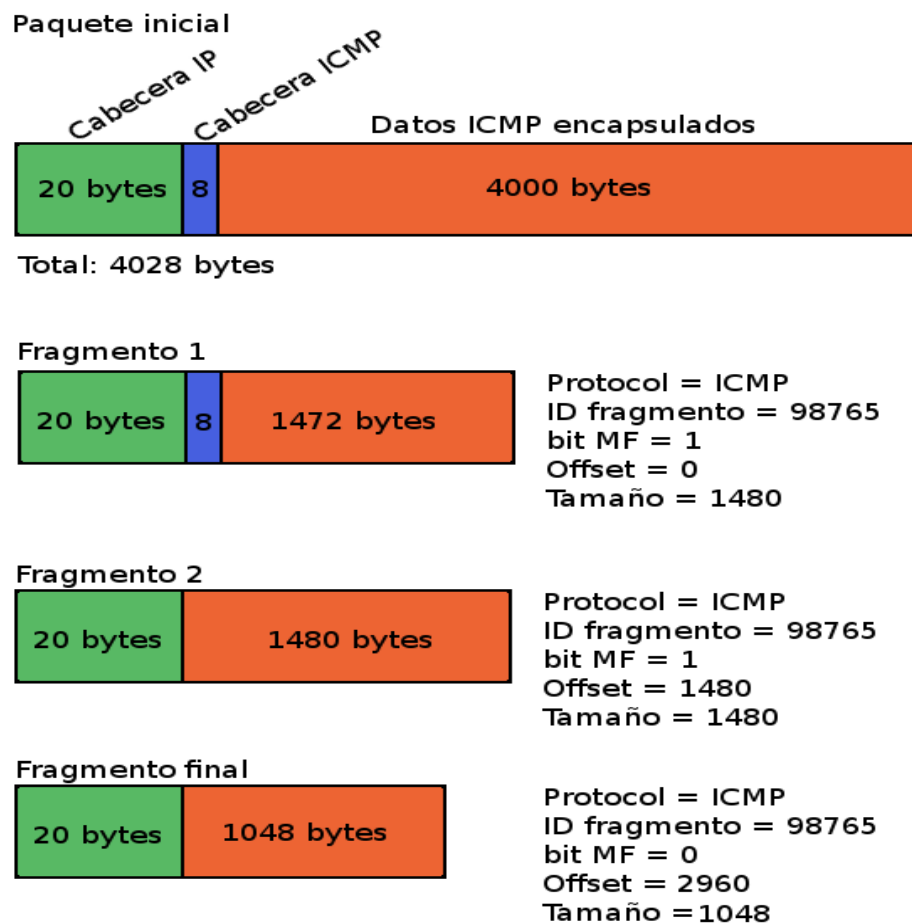 Paquete inicial
Cabecera IP
Cabecera ICMP
Datos ICMP encapsulados
20 bytes
8
4000 bytes
Total: 4028 bytes
Fragmento 1
20 bytes
8
1472 bytes
Protocol = ICMP
ID fragmento = 98765
bit MF = 1
Offset = 0
Tamaño = 1480
Fragmento 2
20 bytes
1480 bytes
Protocol = ICMP
ID fragmento = 98765
bit MF = 1
Offset = 1480
Tamaño = 1480
Fragmento final
20 bytes
1048 bytes
Protocol = ICMP
ID fragmento = 98765
bit MF = 0
Offset = 2960
Tamaño = 1048